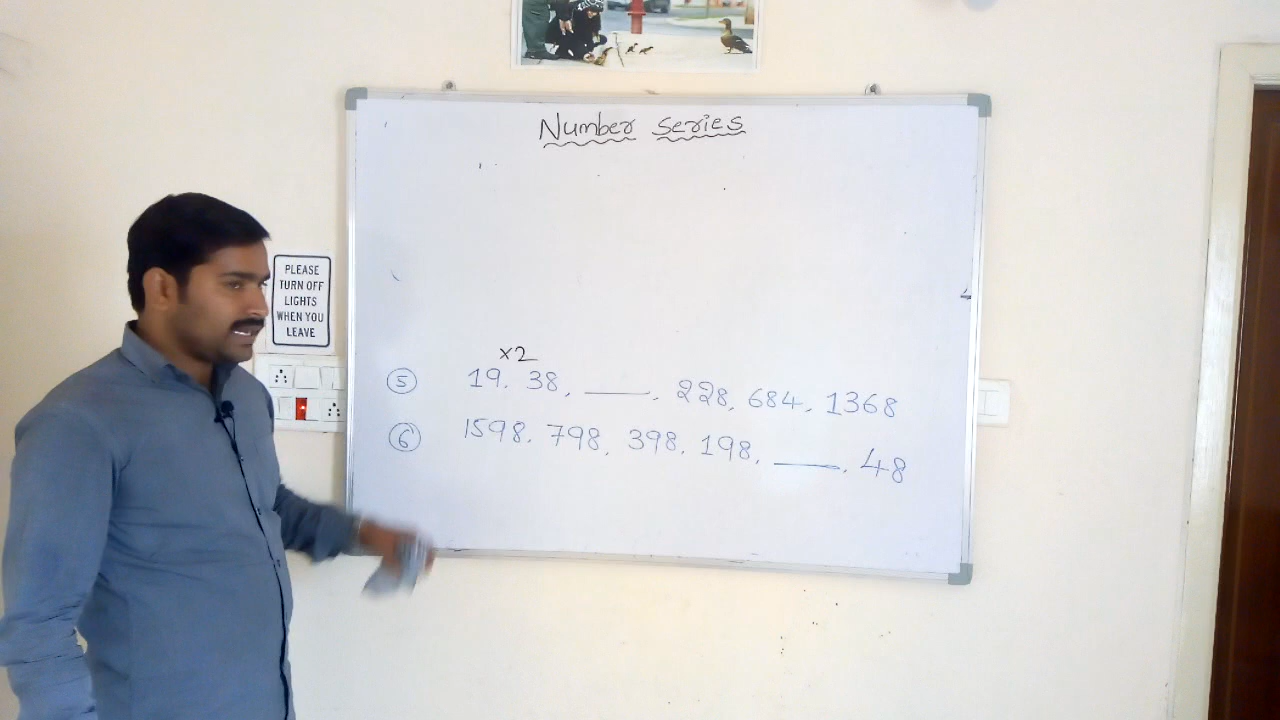 Number series
PLEASE
TURN OFF
LIGHTS
WHEN YOU
LEAVE
×2
⑤ 19, 38, ____, 228, 684, 1368
⑥ 1598, 798, 398, 198, ____, 48